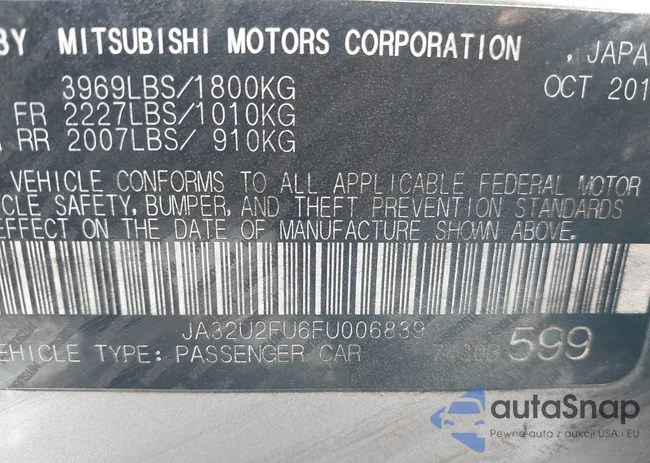 BY MITSUBISHI MOTORS CORPORATION , JAPA
3969LBS/1800KG OCT 201
FR 2227LBS/1010KG
RR 2007LBS/ 910KG
VEHICLE CONFORMS TO ALL APPLICABLE FEDERAL MOTOR
CLE SAFETY, BUMPER, AND THEFT PREVENTION STANDARDS
EFFECT ON THE DATE OF MANUFACTURE SHOWN ABOVE.
JA32U2FU6FU006839
EHICLE TYPE: PASSENGER CAR 599
autaSnap
Pewne auta z aukcji USA i EU